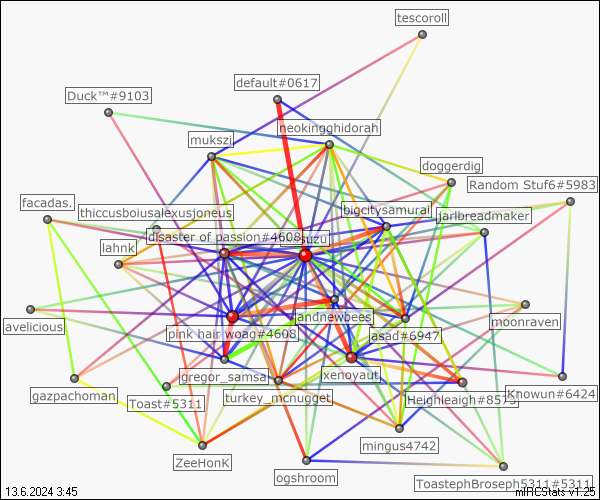 tescoroll
default#0617
Duck™#9103
neokingghidorah
mukszi
doggerdig
Random Stuf6#5983
facadas.
thiccusboiusalexusjoneus
bigcitysamurai
jarlbreadmaker
disaster of passion#4608
suzu
lahnk
landnewbees
moonraven
avelicious
pink hair woag#4608
asad#6947
gregor_samsa
xenoyaut
gazpachoman
Toast#5311
turkey_mcnugget
Heighleaigh#8573
Knowun#6424
mingus4742
ZeeHonK
ogshroom
ToastephBroseph5311#5311
13.6.2024 3:45
mIRCStats v1.25